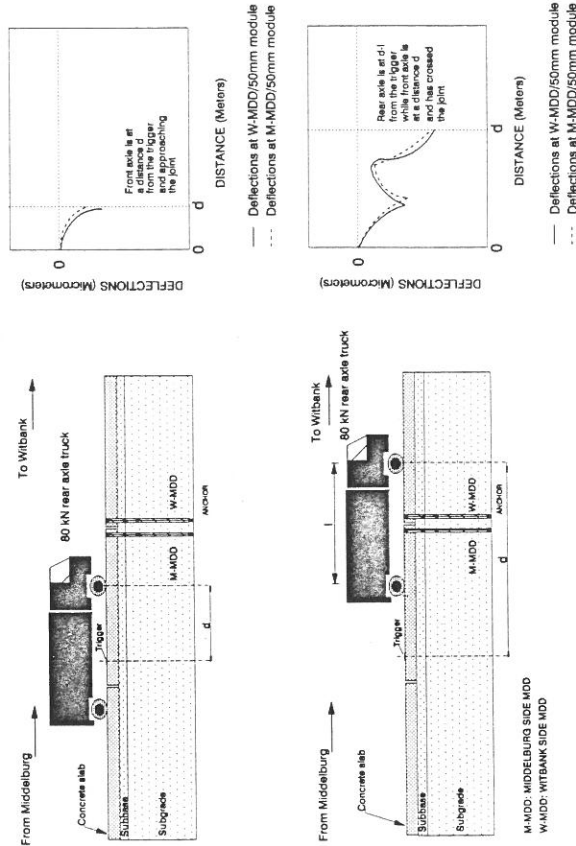 From Middelburg
To Witbank
80 kN rear axle truck
Trigger
Concrete slab
d
Subbase
Subgrade
M-MDD
W-MDD
ANCHOR
DEFLECTIONS (Micrometers)
0
Front axle is at
a distance d
from the trigger
and approaching
the joint
0
d
DISTANCE (Meters)
Deflections at W-MDD/50mm module
Deflections at M-MDD/50mm module
From Middelburg
To Witbank
80 kN rear axle truck
l
Trigger
Concrete slab
Subbase
Subgrade
M-MDD
W-MDD
ANCHOR
d
M-MDD: MIDDELBURG SIDE MDD
W-MDD: WITBANK SIDE MDD
DEFLECTIONS (Micrometers)
0
Rear axle is at d-l
from the trigger
while front axle is
at a distance d
and has crossed
the joint
0
d
DISTANCE (Meters)
Deflections at W-MDD/50mm module
Deflections at M-MDD/50mm module